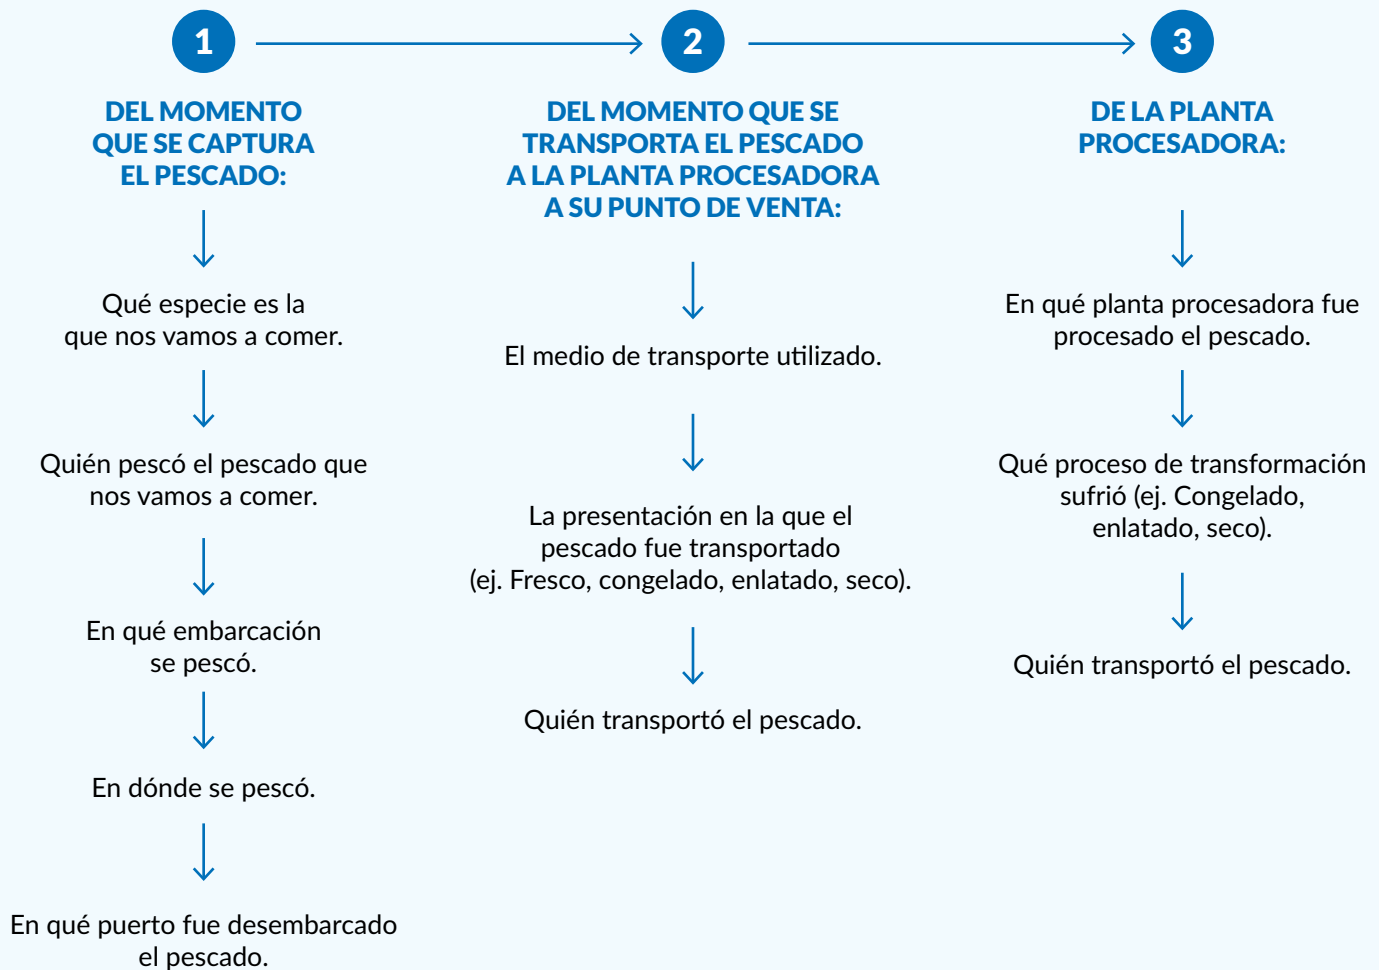 1
DEL MOMENTO
QUE SE CAPTURA
EL PESCADO:
Qué especie es la
que nos vamos a comer.
Quién pescó el pescado que
nos vamos a comer.
En qué embarcación
se pescó.
En dónde se pescó.
En qué puerto fue desembarcado
el pescado.
2
DEL MOMENTO QUE SE
TRANSPORTA EL PESCADO
A LA PLANTA PROCESADORA
A SU PUNTO DE VENTA:
El medio de transporte utilizado.
La presentación en la que el
pescado fue transportado
(ej. Fresco, congelado, enlatado, seco).
Quién transportó el pescado.
3
DE LA PLANTA
PROCESADORA:
En qué planta procesadora fue
procesado el pescado.
Qué proceso de transformación
sufrió (ej. Congelado,
enlatado, seco).
Quién transportó el pescado.